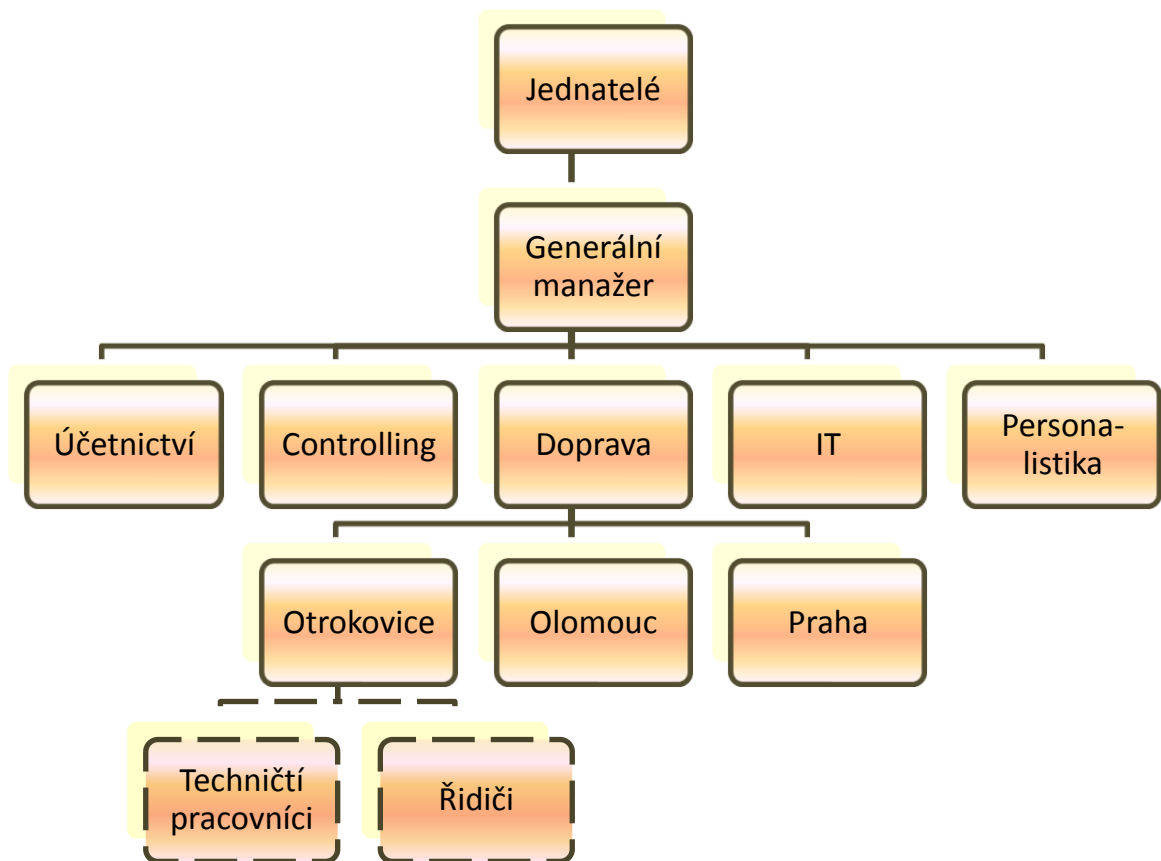 Jednatelé
Generální
manažer
Účetnictví
Controlling
Doprava
IT
Persona-
listika
Otrokovice
Olomouc
Praha
Techničtí
pracovníci
Řidiči